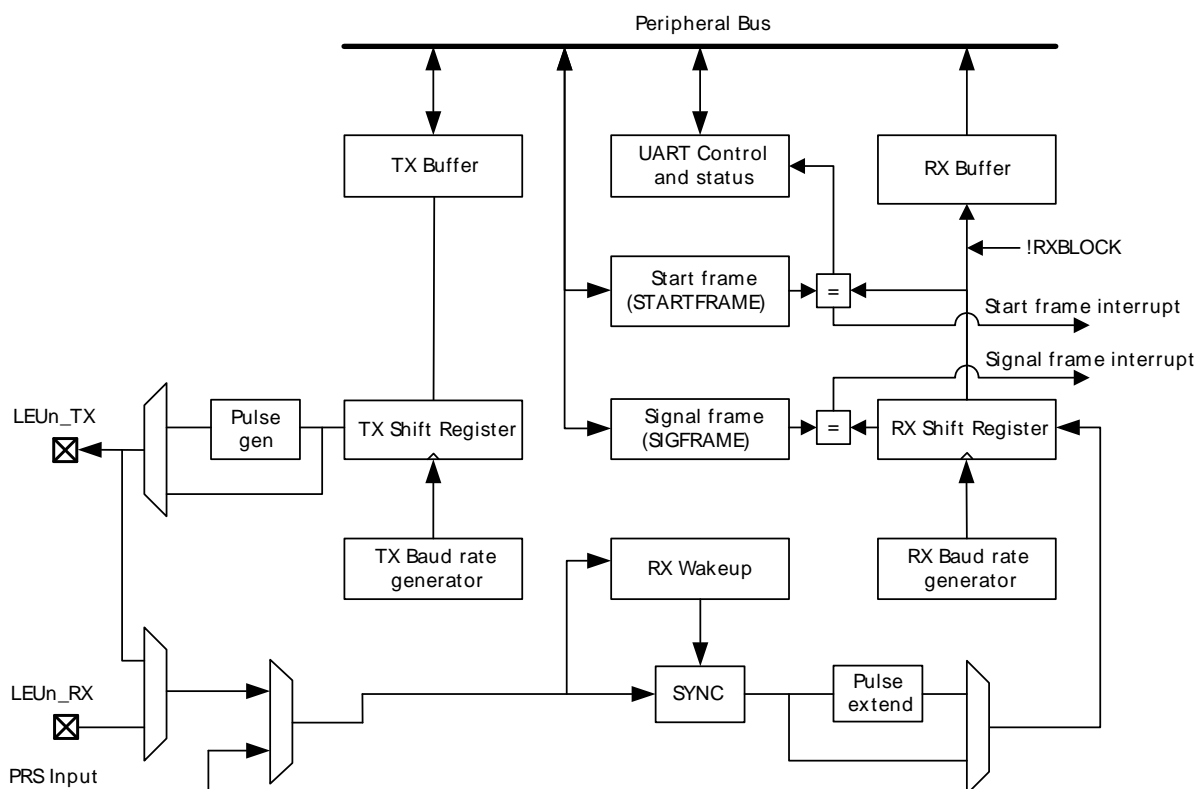 Peripheral Bus
TX Buffer
UART Control
and status
RX Buffer
!RXBLOCK
Start frame
(STARTFRAME)
=
Start frame interrupt
Signal frame interrupt
LEUn_TX
Pulse
gen
TX Shift Register
Signal frame
(SIGFRAME)
=
RX Shift Register
TX Baud rate
generator
RX Wakeup
RX Baud rate
generator
LEUn_RX
SYNC
Pulse
extend
PRS Input